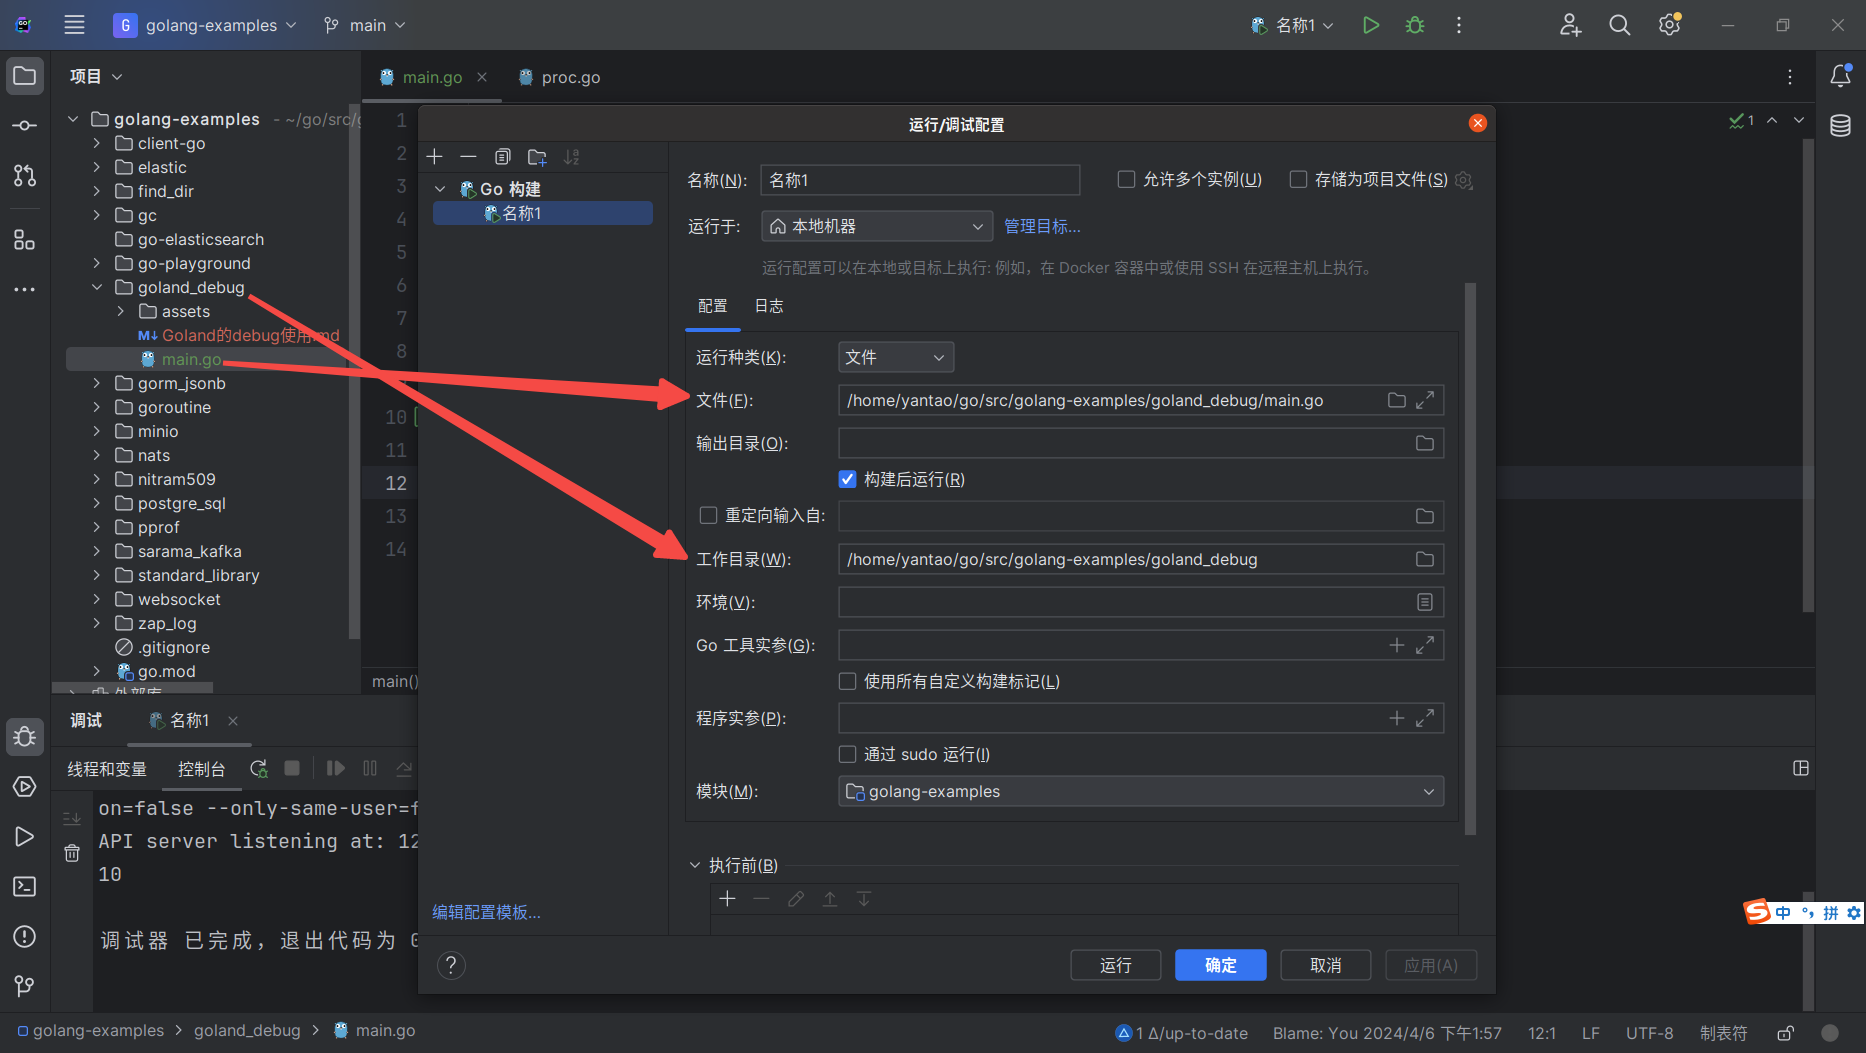 G golang-examples
main
名称1
项目
main.go
proc.go
golang-examples - ~/go/src/g
client-go
elastic
find_dir
gc
go-elasticsearch
go-playground
goland_debug
assets
M↓ Goland的debug使用.md
main.go
gorm_jsonb
goroutine
minio
nats
nitram509
postgre_sql
pprof
sarama_kafka
standard_library
websocket
zap_log
.gitignore
go.mod
外部库
1
2
3
4
5
6
7
8
10
11
12
13
14
1
main()
运行/调试配置
Go 构建
名称1
编辑配置模板...
名称(N):
名称1
允许多个实例(U)
存储为项目文件(S)
运行于:
本地机器
管理目标...
运行配置可以在本地或目标上执行: 例如，在 Docker 容器中或使用 SSH 在远程主机上执行。
配置
日志
运行种类(K):
文件
文件(F):
/home/yantao/go/src/golang-examples/goland_debug/main.go
输出目录(O):
构建后运行(R)
重定向输入自:
工作目录(W):
/home/yantao/go/src/golang-examples/goland_debug
环境(V):
Go 工具实参(G):
使用所有自定义构建标记(L)
程序实参(P):
通过 sudo 运行(I)
模块(M):
golang-examples
执行前(B)
?
运行
确定
取消
应用(A)
调试
名称1
线程和变量
控制台
on=false --only-same-user=f
API server listening at: 12
10
调试器 已完成，退出代码为 0
S 中 °, 拼
golang-examples > goland_debug > main.go
1 Δ/up-to-date
Blame: You 2024/4/6 下午1:57
12:1
LF
UTF-8
制表符